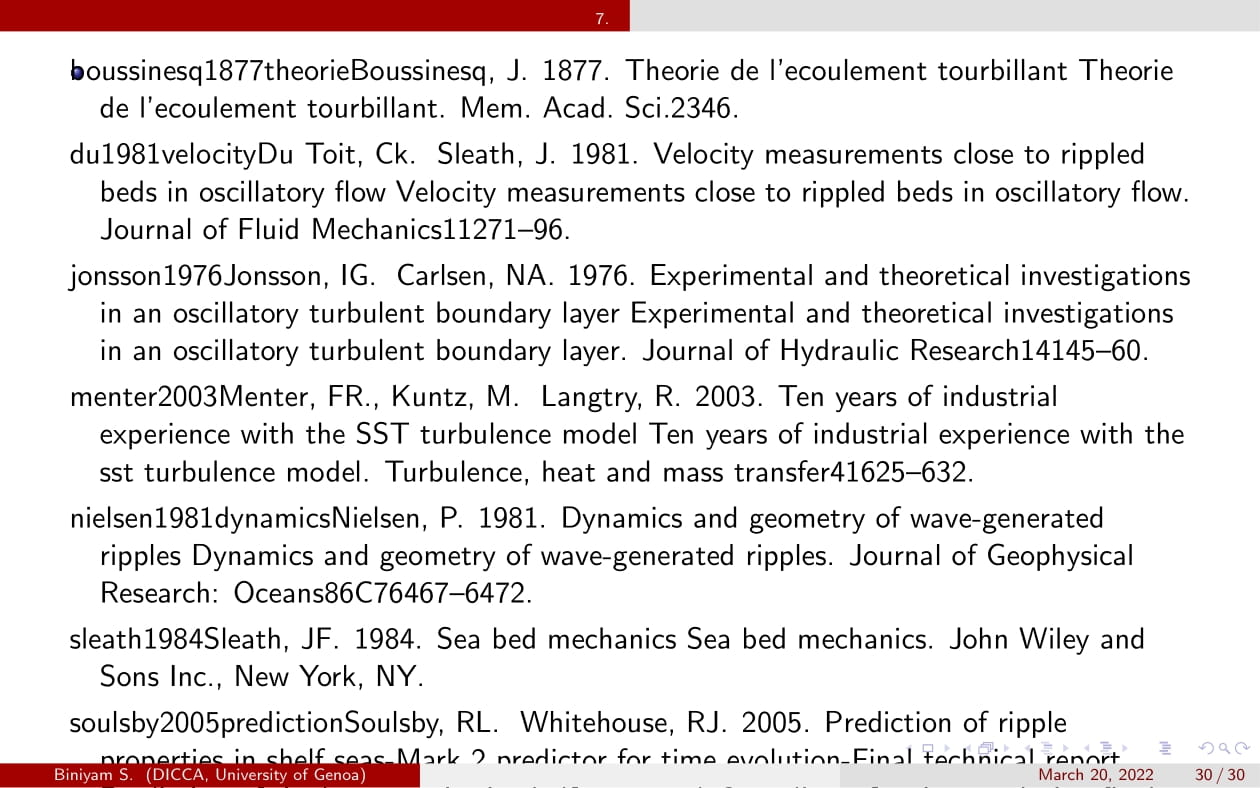 7.
boussinesq1877theorieBoussinesq, J. 1877. Theorie de l'ecoulement tourbillant Theorie
de l'ecoulement tourbillant. Mem. Acad. Sci.2346.
du1981velocityDu Toit, Ck. Sleath, J. 1981. Velocity measurements close to rippled
beds in oscillatory flow Velocity measurements close to rippled beds in oscillatory flow.
Journal of Fluid Mechanics11271–96.
jonsson1976Jonsson, IG. Carlsen, NA. 1976. Experimental and theoretical investigations
in an oscillatory turbulent boundary layer Experimental and theoretical investigations
in an oscillatory turbulent boundary layer. Journal of Hydraulic Research14145–60.
menter2003Menter, FR., Kuntz, M. Langtry, R. 2003. Ten years of industrial
experience with the SST turbulence model Ten years of industrial experience with the
sst turbulence model. Turbulence, heat and mass transfer41625–632.
nielsen1981dynamicsNielsen, P. 1981. Dynamics and geometry of wave-generated
ripples Dynamics and geometry of wave-generated ripples. Journal of Geophysical
Research: Oceans86C76467–6472.
sleath1984Sleath, JF. 1984. Sea bed mechanics Sea bed mechanics. John Wiley and
Sons Inc., New York, NY.
soulsby2005predictionSoulsby, RL. Whitehouse, RJ. 2005. Prediction of ripple
properties in shelf seas-Mark 2 predictor for time evolution-Final technical report
Biniyam S. (DICCA, University of Genoa)
March 20, 2022
30 / 30